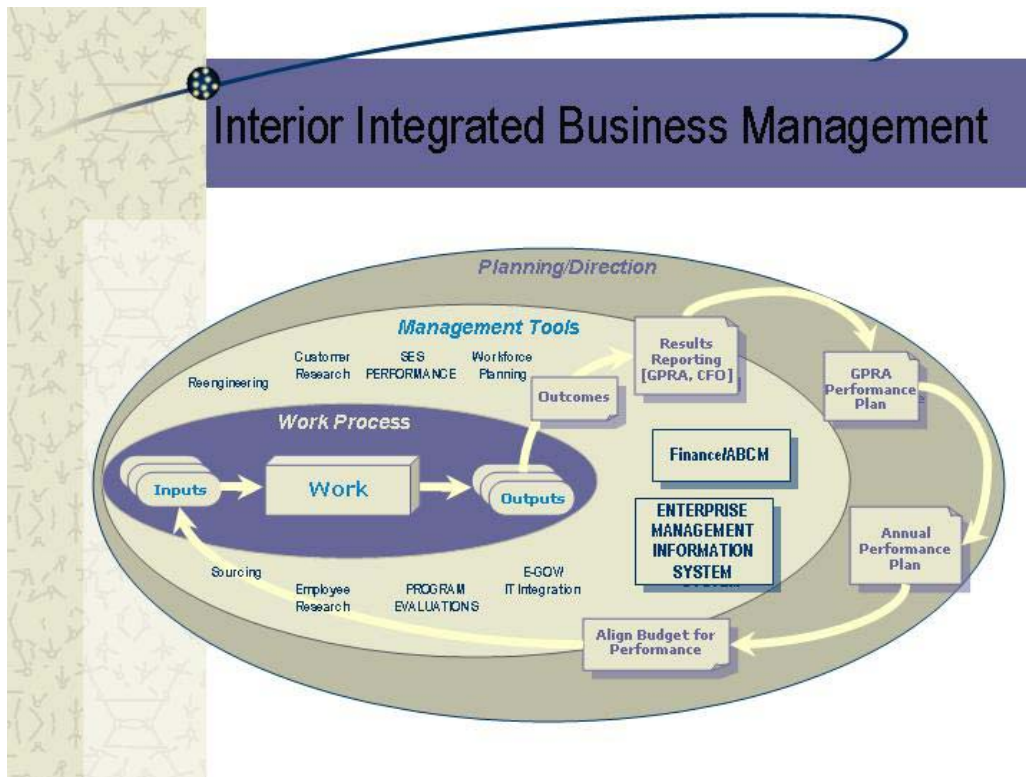 Interior Integrated Business Management
Planning/Direction
Management Tools
Reengineering
Customer
Research
SES
PERFORMANCE
Workforce
Planning
Outcomes
Results
Reporting
[GPRA, CFO]
GPRA
Performance
Plan
Work Process
Inputs
Work
Outputs
Finance/ABCM
ENTERPRISE
MANAGEMENT
INFORMATION
SYSTEM
Annual
Performance
Plan
Sourcing
Employee
Research
PROGRAM
EVALUATIONS
E-GOV
IT Integration
Align Budget for
Performance